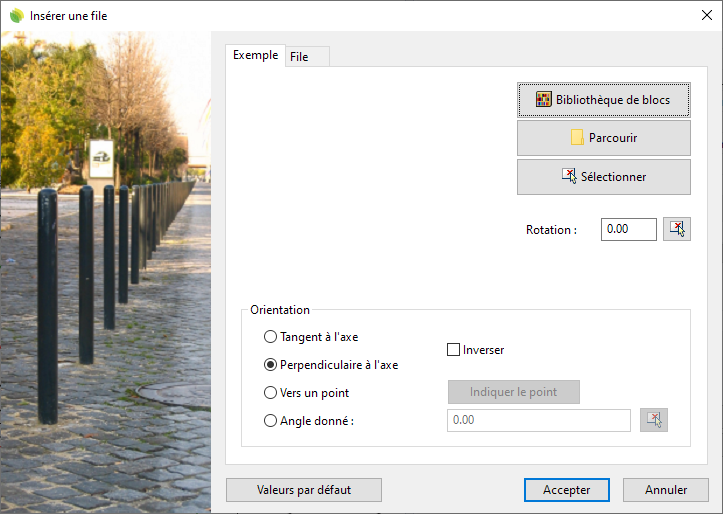 Insérer une file
Exemple
File
Bibliothèque de blocs
Parcourir
Sélectionner
Rotation :
0.00
Orientation
Tangent à l'axe
Inverser
Perpendiculaire à l'axe
Vers un point
Indiquer le point
Angle donné :
0.00
Valeurs par défaut
Accepter
Annuler